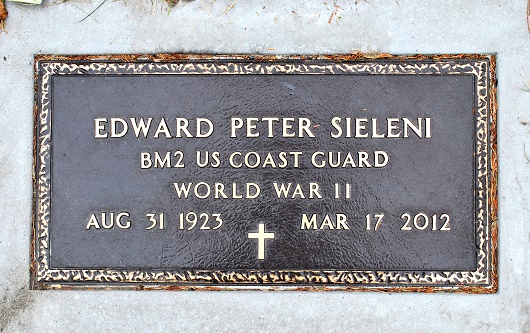 EDWARD PETER SIELENI
BM2 US COAST GUARD
WORLD WAR II
AUG 31 1923 MAR 17 2012